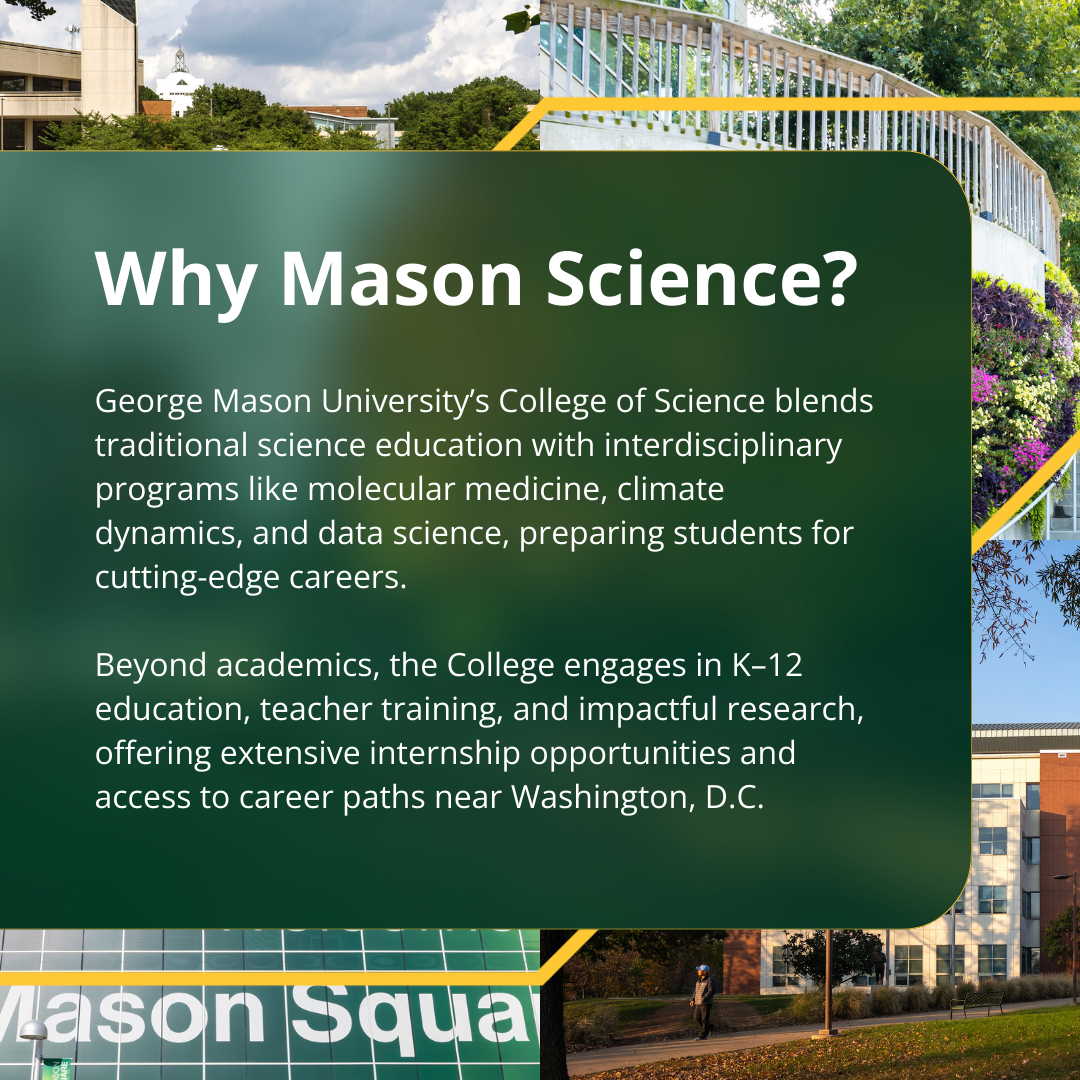 Why Mason Science?
George Mason University’s College of Science blends
traditional science education with interdisciplinary
programs like molecular medicine, climate
dynamics, and data science, preparing students for
cutting-edge careers.
Beyond academics, the College engages in K–12
education, teacher training, and impactful research,
offering extensive internship opportunities and
access to career paths near Washington, D.C.
Mason Squa